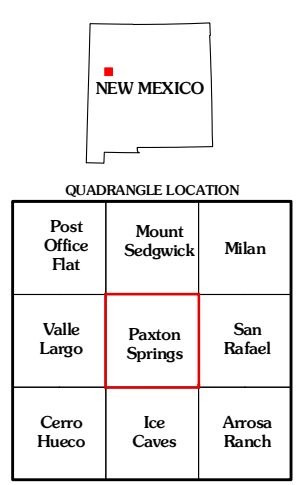 NEW MEXICO
QUADRANGLE LOCATION
Post
Office
Flat
Mount
Sedgwick
Milan
Valle
Largo
Paxton
Springs
San
Rafael
Cerro
Hueco
Ice
Caves
Arrosa
Ranch